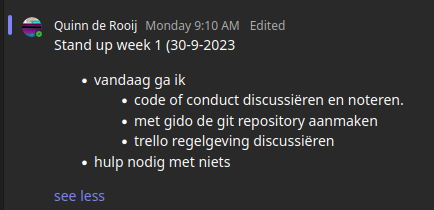 Quinn de Rooij Monday 9:10 AM Edited
Stand up week 1 (30-9-2023
vandaag ga ik
code of conduct discussiëren en noteren.
met gido de git repository aanmaken
trello regelgeving discussiëren
hulp nodig met niets
see less